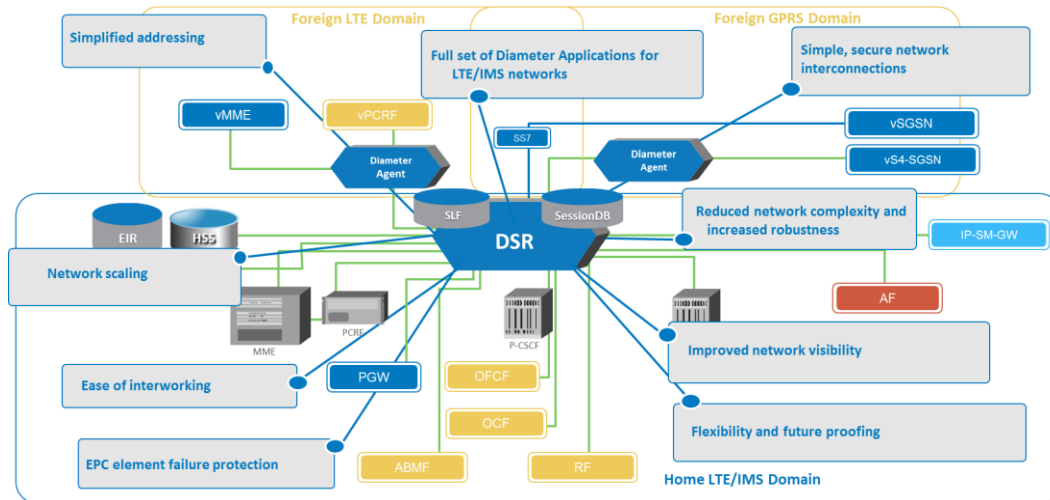 Foreign LTE Domain
Foreign GPRS Domain
Simplified addressing
Full set of Diameter Applications for
LTE/IMS networks
Simple, secure network
interconnections
vMME
vPCRF
SS7
vSGSN
Diameter
Agent
Diameter
Agent
vS4-SGSN
SLF
SessionDB
EIR
HSS
DSR
Reduced network complexity and
increased robustness
IP-SM-GW
Network scaling
AF
MME
PCRF
P-CSCF
Improved network visibility
Ease of interworking
PGW
OFCF
OCF
Flexibility and future proofing
EPC element failure protection
ABMF
RF
Home LTE/IMS Domain